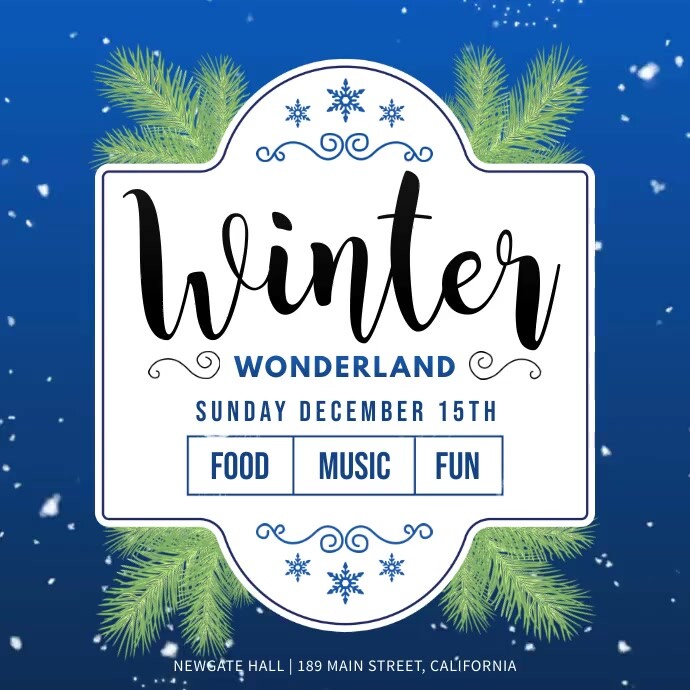 Winter
WONDERLAND
SUNDAY DECEMBER 15TH
FOOD MUSIC FUN
NEWGATE HALL | 189 MAIN STREET, CALIFORNIA